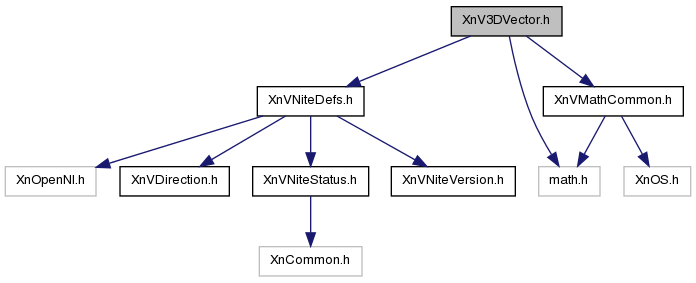 XnV3DVector.h
XnVNiteDefs.h
XnVMathCommon.h
XnOpenNI.h
XnVDirection.h
XnVNiteStatus.h
XnVNiteVersion.h
math.h
XnOS.h
XnCommon.h